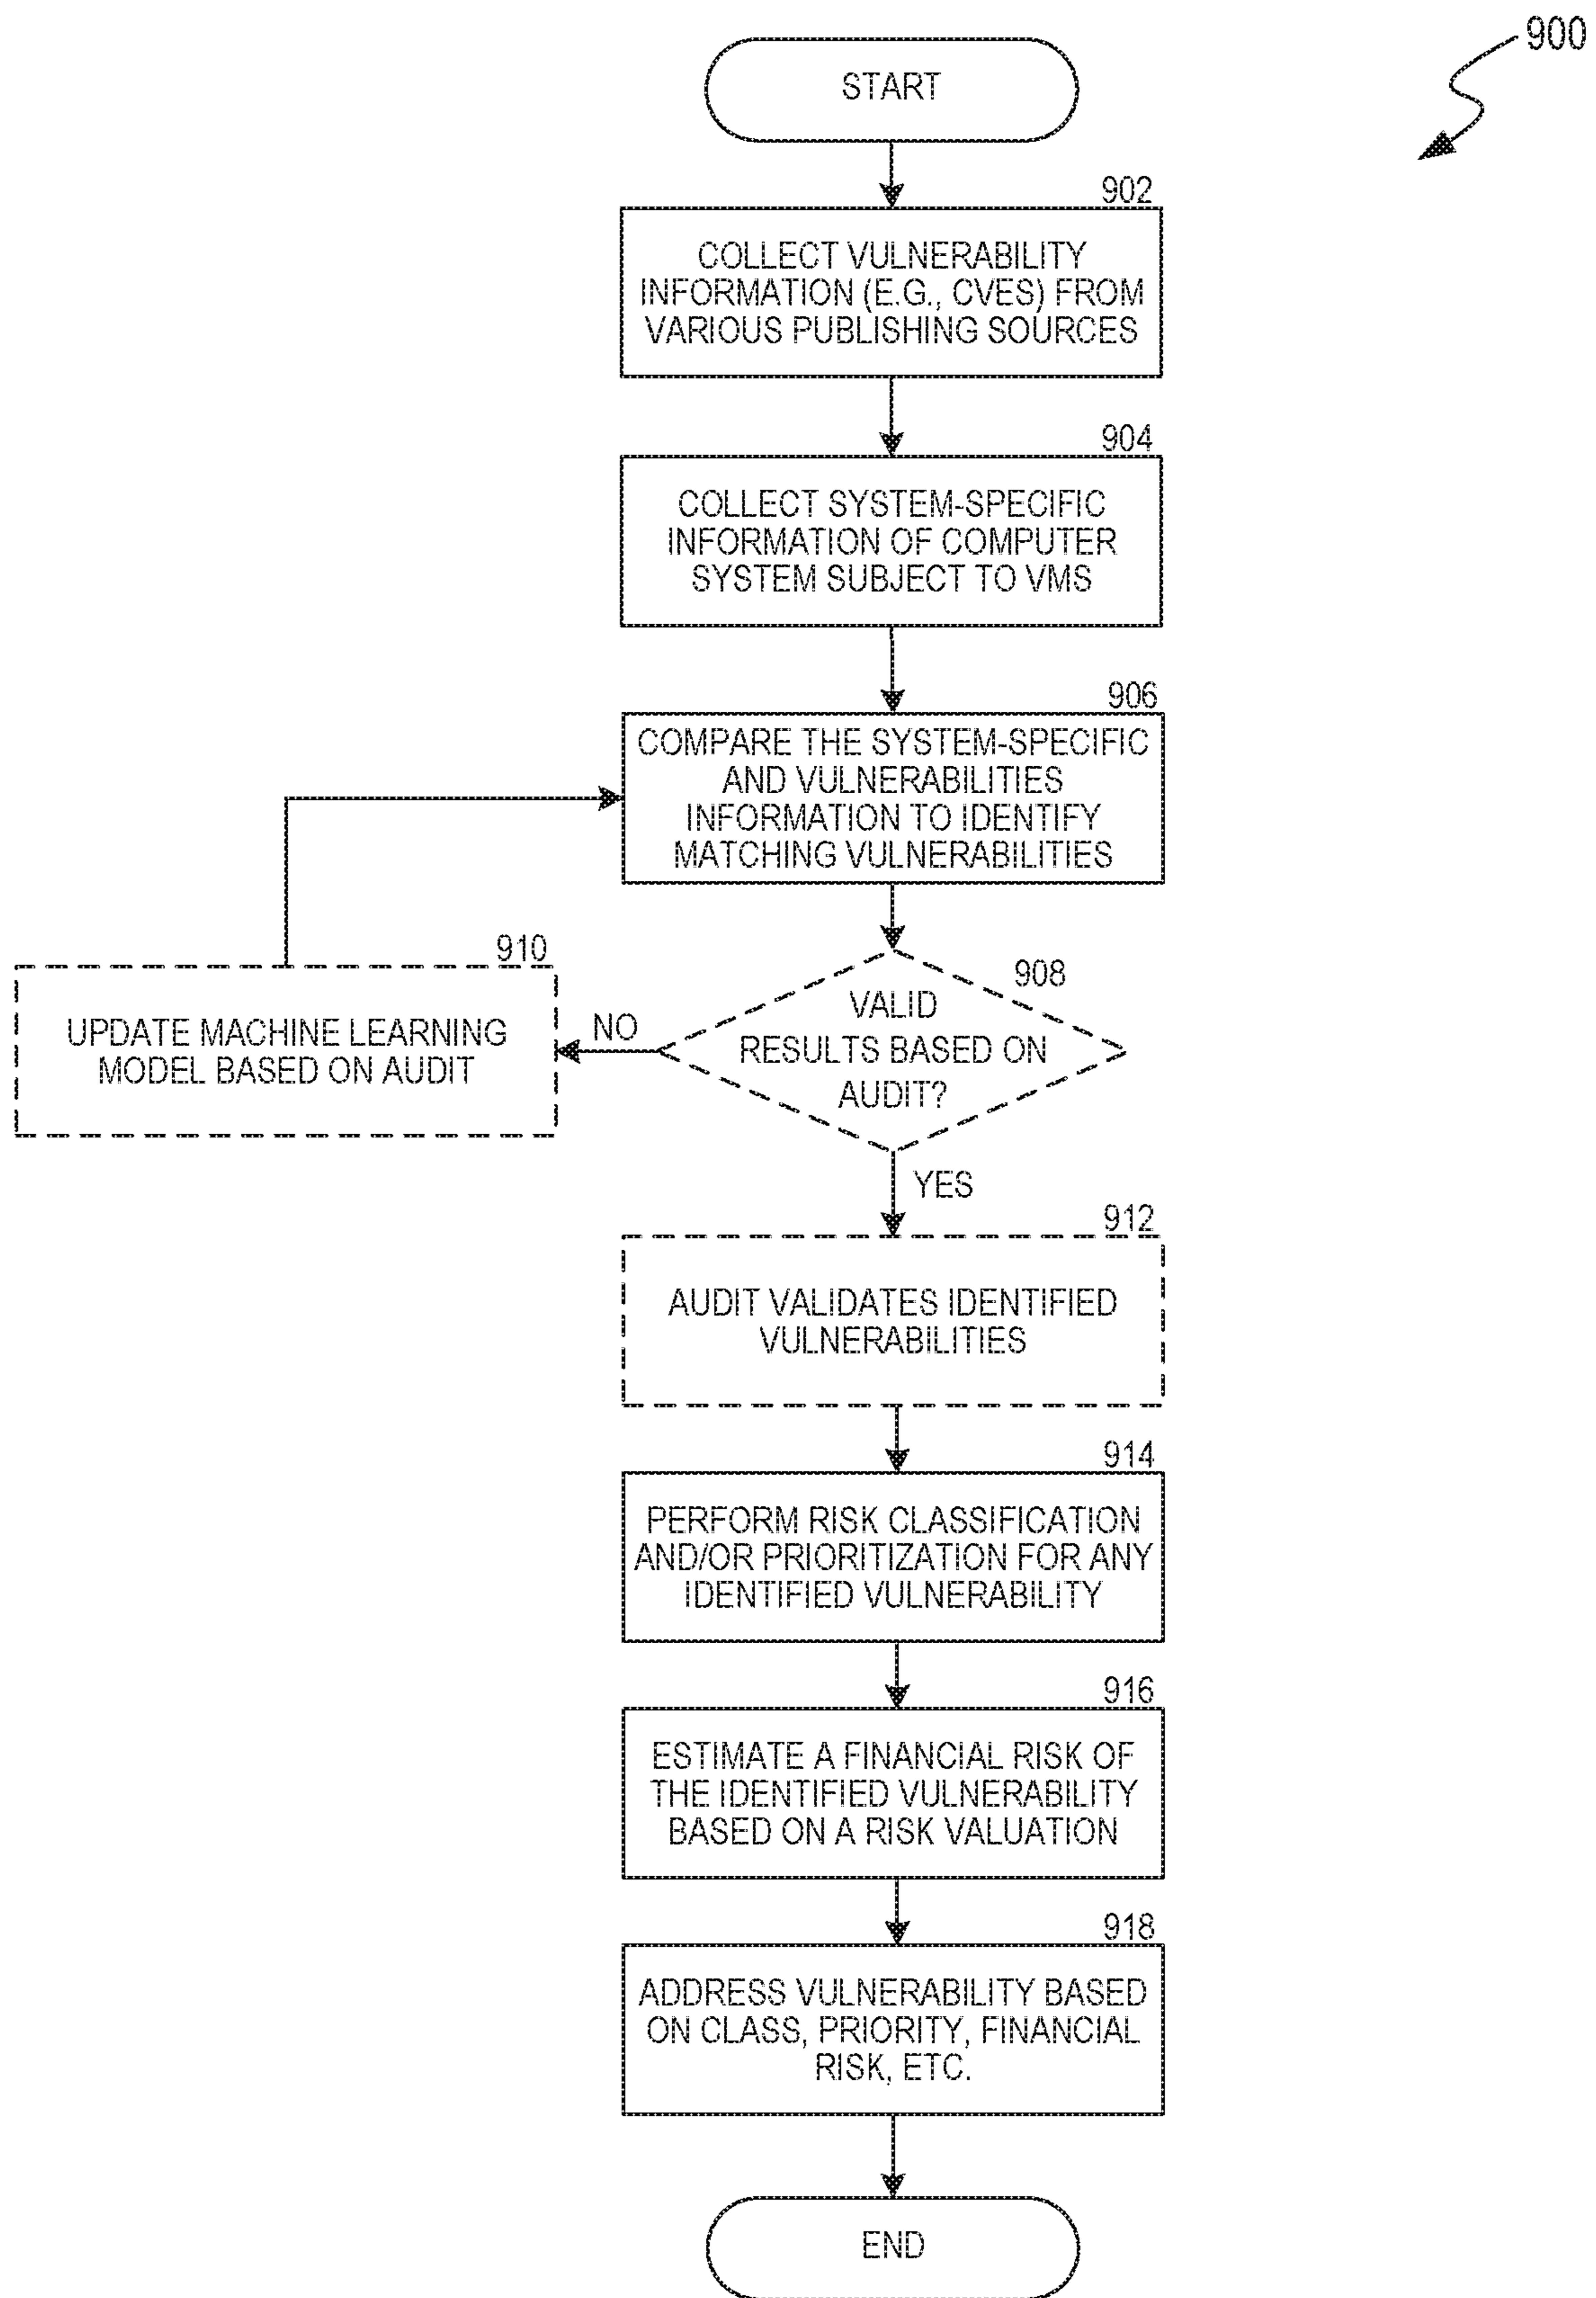 900
START
902
COLLECT VULNERABILITY
INFORMATION (E.G., CVES) FROM
VARIOUS PUBLISHING SOURCES
904
COLLECT SYSTEM-SPECIFIC
INFORMATION OF COMPUTER
SYSTEM SUBJECT TO VMS
906
COMPARE THE SYSTEM-SPECIFIC
AND VULNERABILITIES
INFORMATION TO IDENTIFY
MATCHING VULNERABILITIES
908
VALID
RESULTS BASED ON
AUDIT?
NO
910
UPDATE MACHINE LEARNING
MODEL BASED ON AUDIT
YES
912
AUDIT VALIDATES IDENTIFIED
VULNERABILITIES
914
PERFORM RISK CLASSIFICATION
AND/OR PRIORITIZATION FOR ANY
IDENTIFIED VULNERABILITY
916
ESTIMATE A FINANCIAL RISK OF
THE IDENTIFIED VULNERABILITY
BASED ON A RISK VALUATION
918
ADDRESS VULNERABILITY BASED
ON CLASS, PRIORITY, FINANCIAL
RISK, ETC.
END